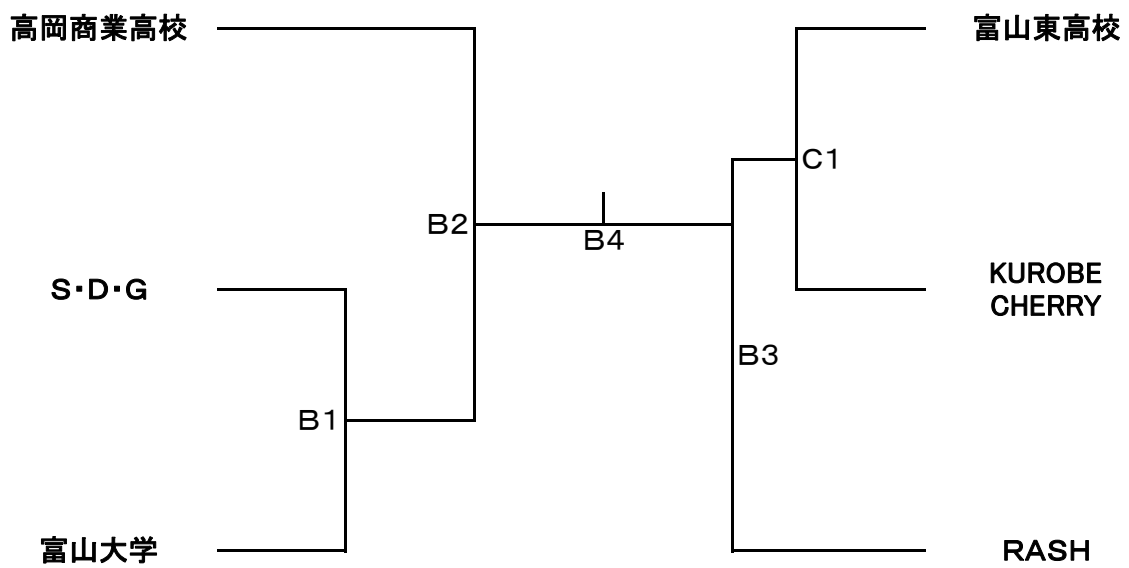 高岡商業高校
富山東高校
C1
B2
B4
S・D・G
KUROBE
CHERRY
B3
B1
富山大学
RASH